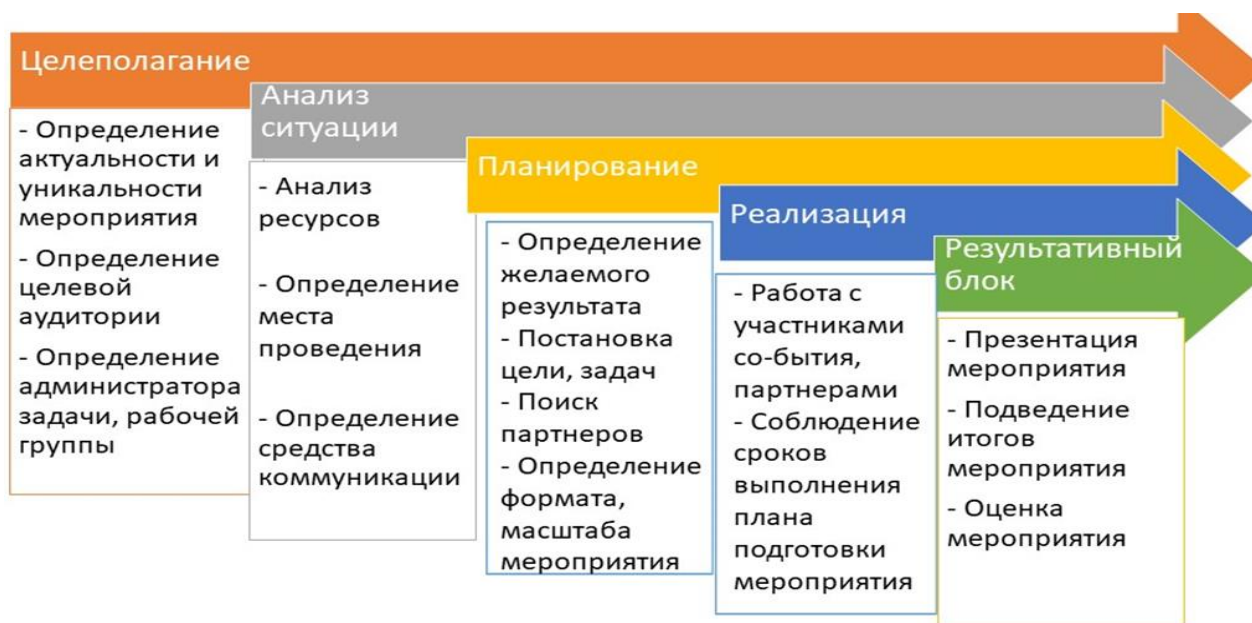 Целеполагание
- Определение
актуальности и
уникальности
мероприятия
- Определение
целевой
аудитории
- Определение
администратора
задачи, рабочей
группы
Анализ
ситуации
- Анализ
ресурсов
- Определение
места
проведения
- Определение
средства
коммуникации
Планирование
- Определение
желаемого
результата
- Постановка
цели, задач
- Поиск
партнеров
- Определение
формата,
масштаба
мероприятия
Реализация
- Работа с
участниками
со-бытия,
партнерами
- Соблюдение
сроков
выполнения
плана
подготовки
мероприятия
Результативный
блок
- Презентация
мероприятия
- Подведение
итогов
мероприятия
- Оценка
мероприятия